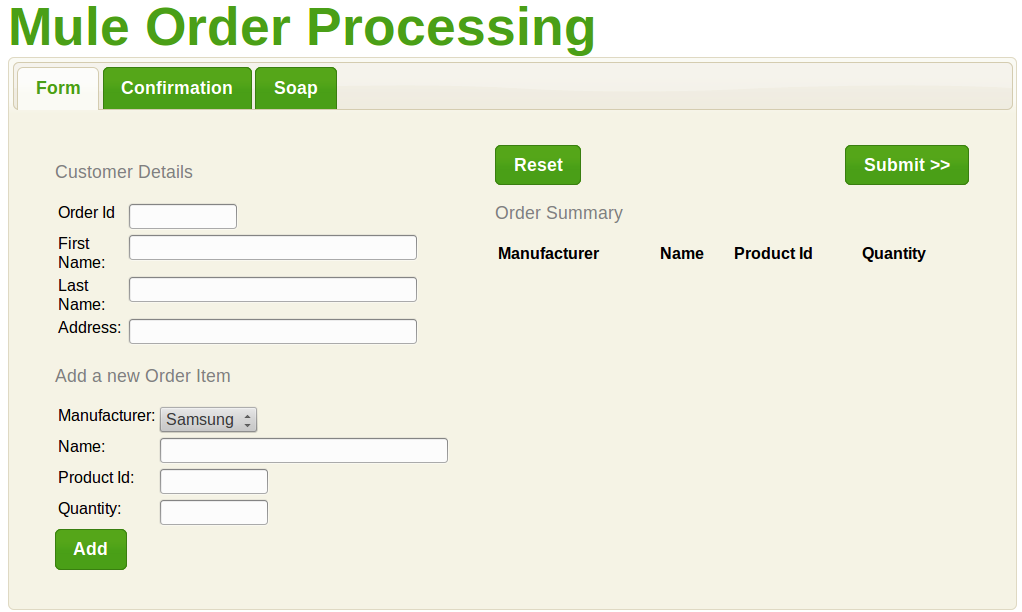 Mule Order Processing
Form
Confirmation
Soap
Customer Details
Order Id
First
Name:
Last
Name:
Address:
Add a new Order Item
Manufacturer:
Samsung
Name:
Product Id:
Quantity:
Add
Reset
Submit >>
Order Summary
Manufacturer Name Product Id Quantity